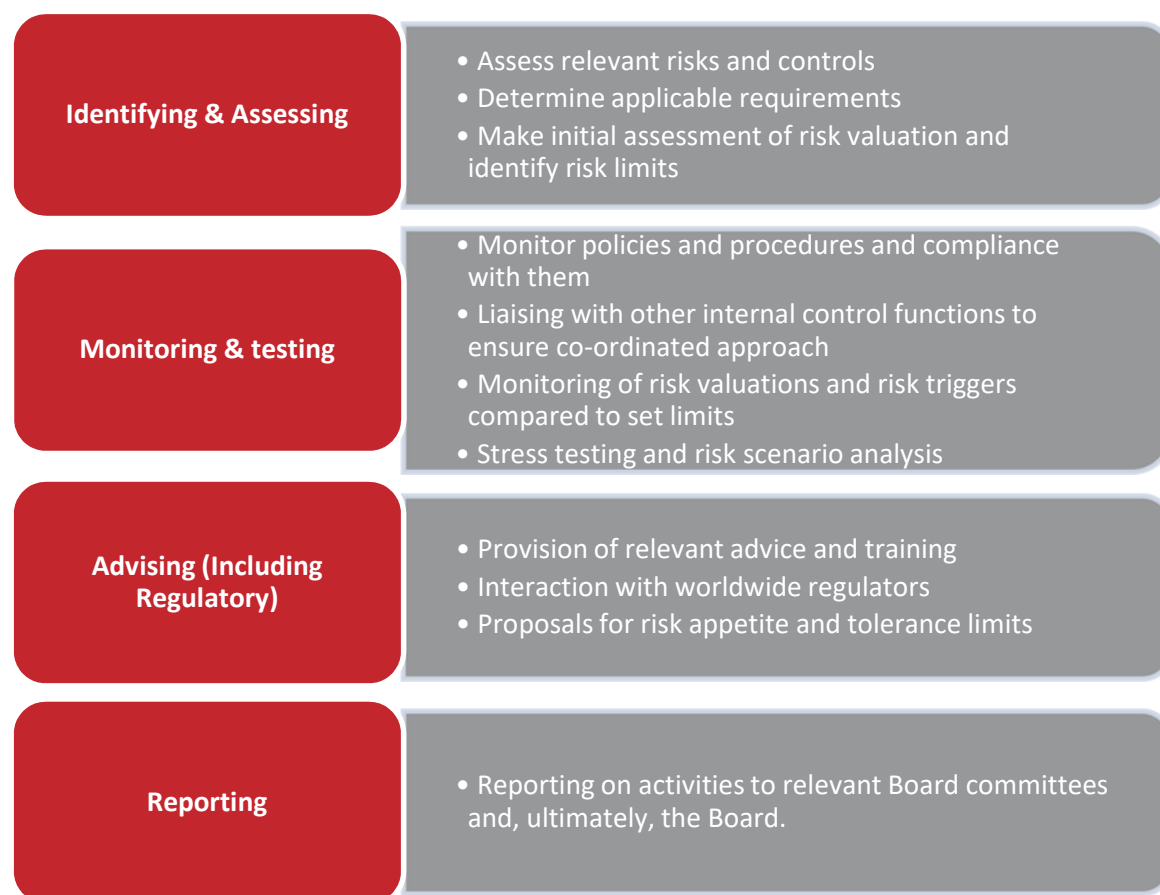 Identifying & Assessing
• Assess relevant risks and controls
• Determine applicable requirements
• Make initial assessment of risk valuation and
identify risk limits
Monitoring & testing
• Monitor policies and procedures and compliance
with them
• Liaising with other internal control functions to
ensure co-ordinated approach
• Monitoring of risk valuations and risk triggers
compared to set limits
• Stress testing and risk scenario analysis
Advising (Including
Regulatory)
• Provision of relevant advice and training
• Interaction with worldwide regulators
• Proposals for risk appetite and tolerance limits
Reporting
• Reporting on activities to relevant Board committees
and, ultimately, the Board.